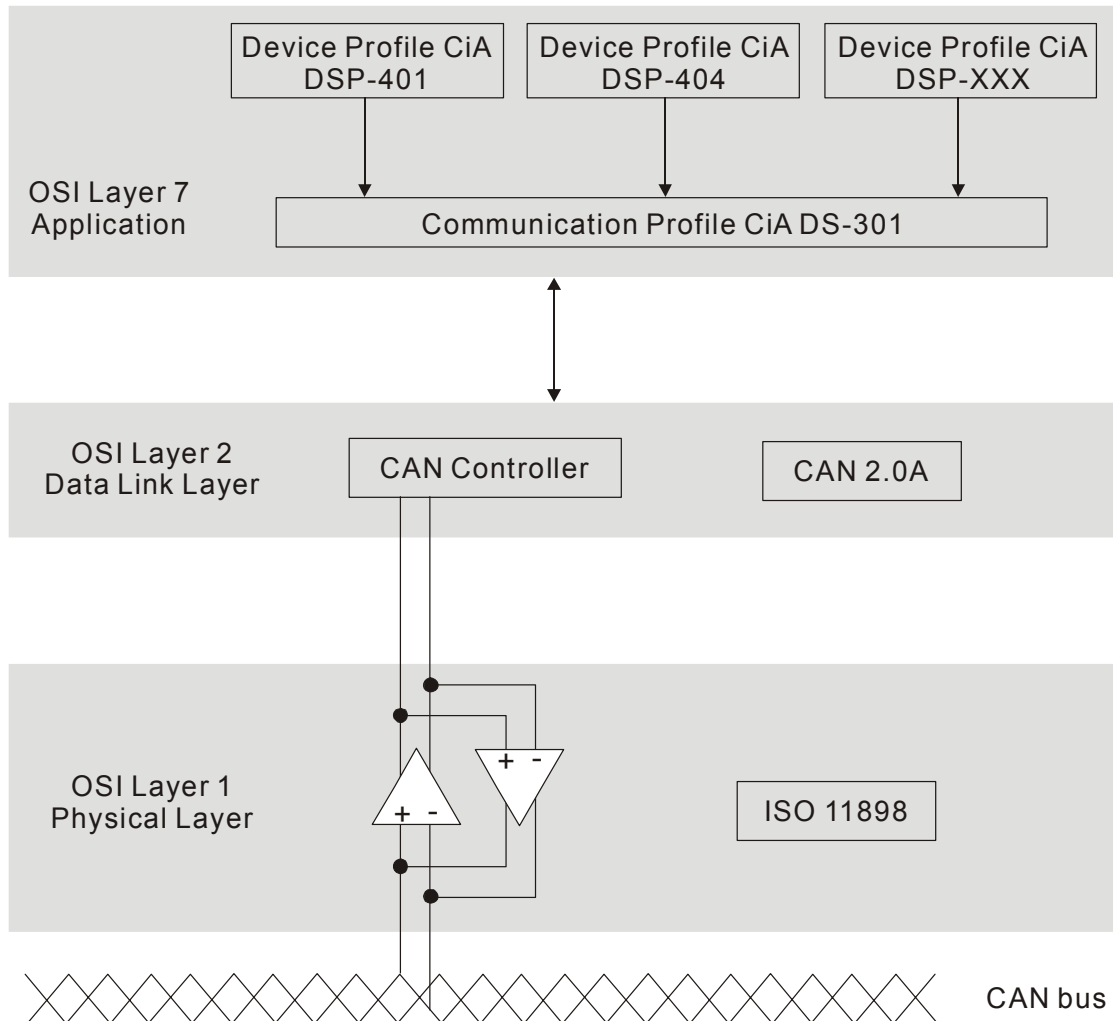 Device Profile CiA
DSP-401
Device Profile CiA
DSP-404
Device Profile CiA
DSP-XXX
OSI Layer 7
Application
Communication Profile CiA DS-301
OSI Layer 2
Data Link Layer
CAN Controller
CAN 2.0A
OSI Layer 1
Physical Layer
+ -
+ -
ISO 11898
CAN bus